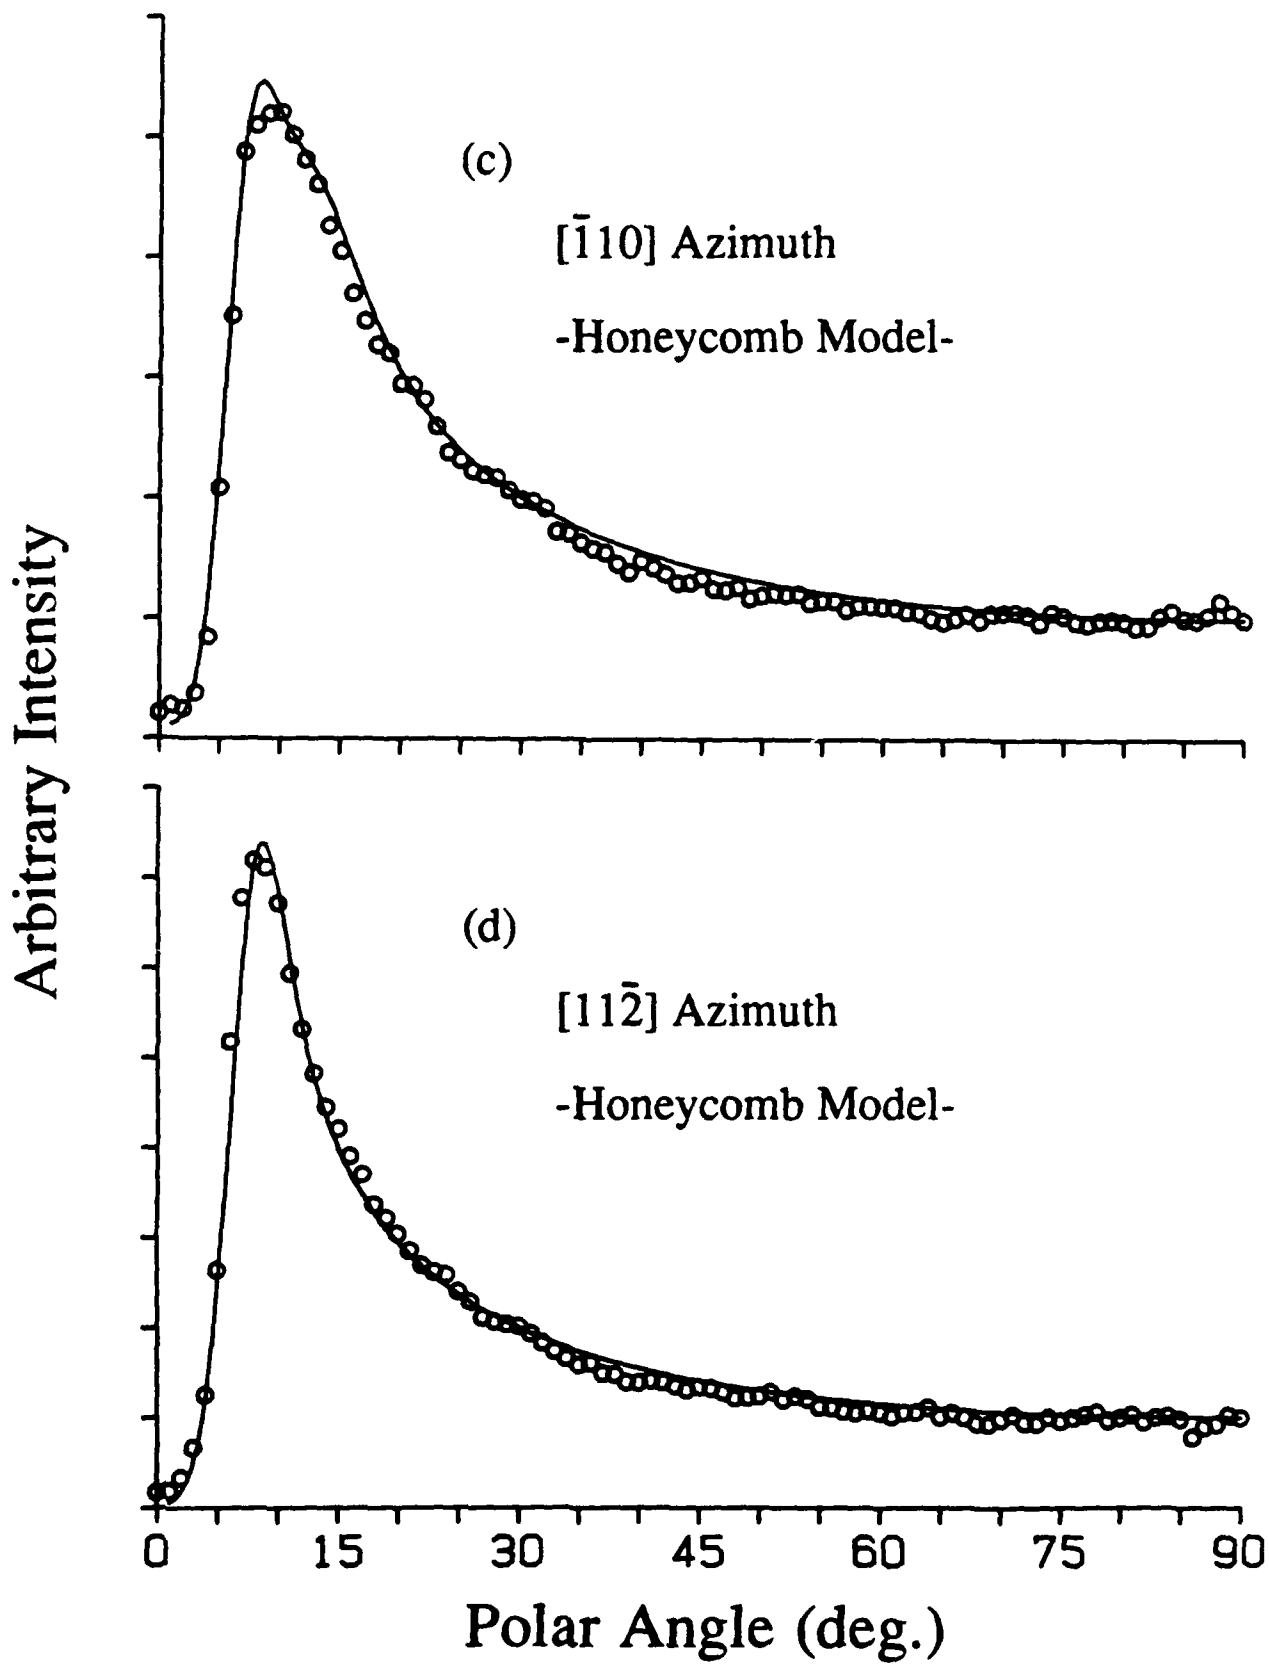 (c)
[1̄10] Azimuth
-Honeycomb Model-
Arbitrary Intensity
(d)
[112̄] Azimuth
-Honeycomb Model-
0 15 30 45 60 75 90
Polar Angle (deg.)